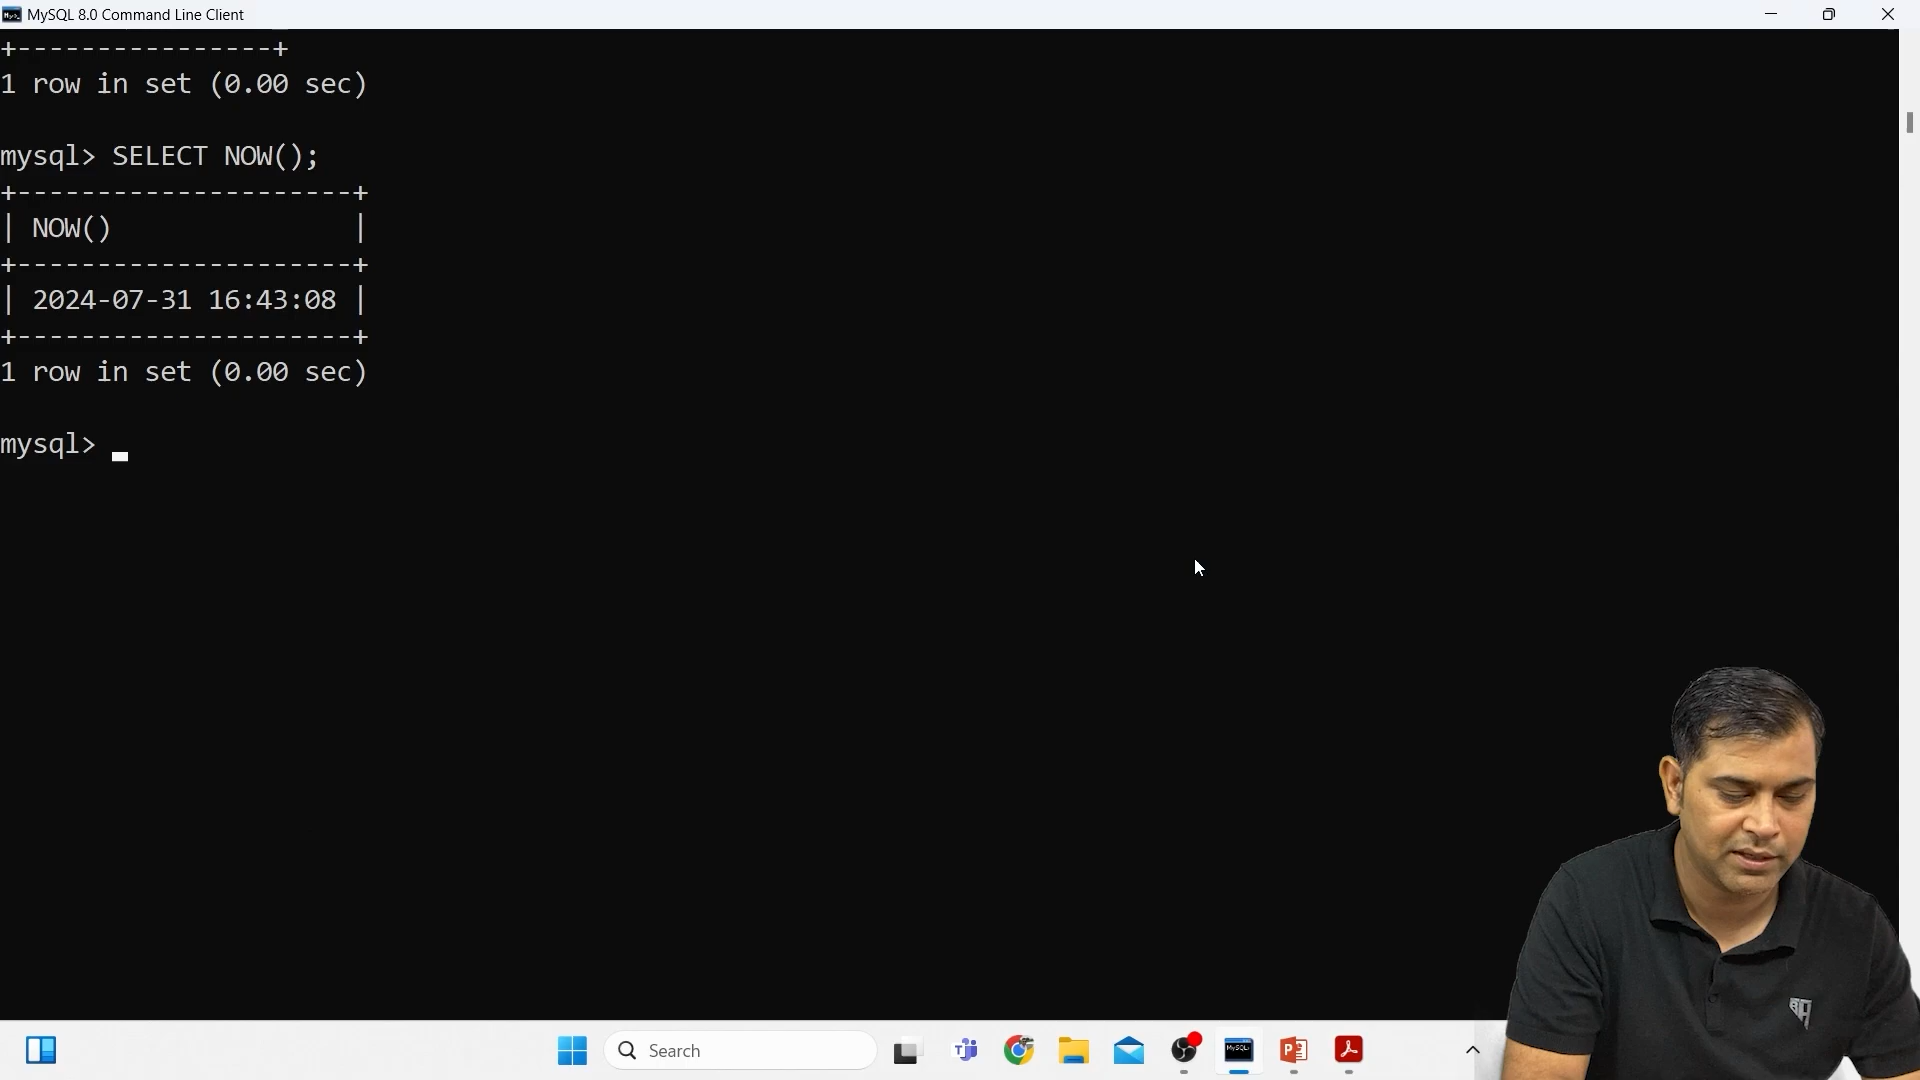 MySQL 8.0 Command Line Client
+----------------+
1 row in set (0.00 sec)
mysql> SELECT NOW();
+---------------------+
| NOW()               |
+---------------------+
| 2024-07-31 16:43:08 |
+---------------------+
1 row in set (0.00 sec)
mysql>
Search